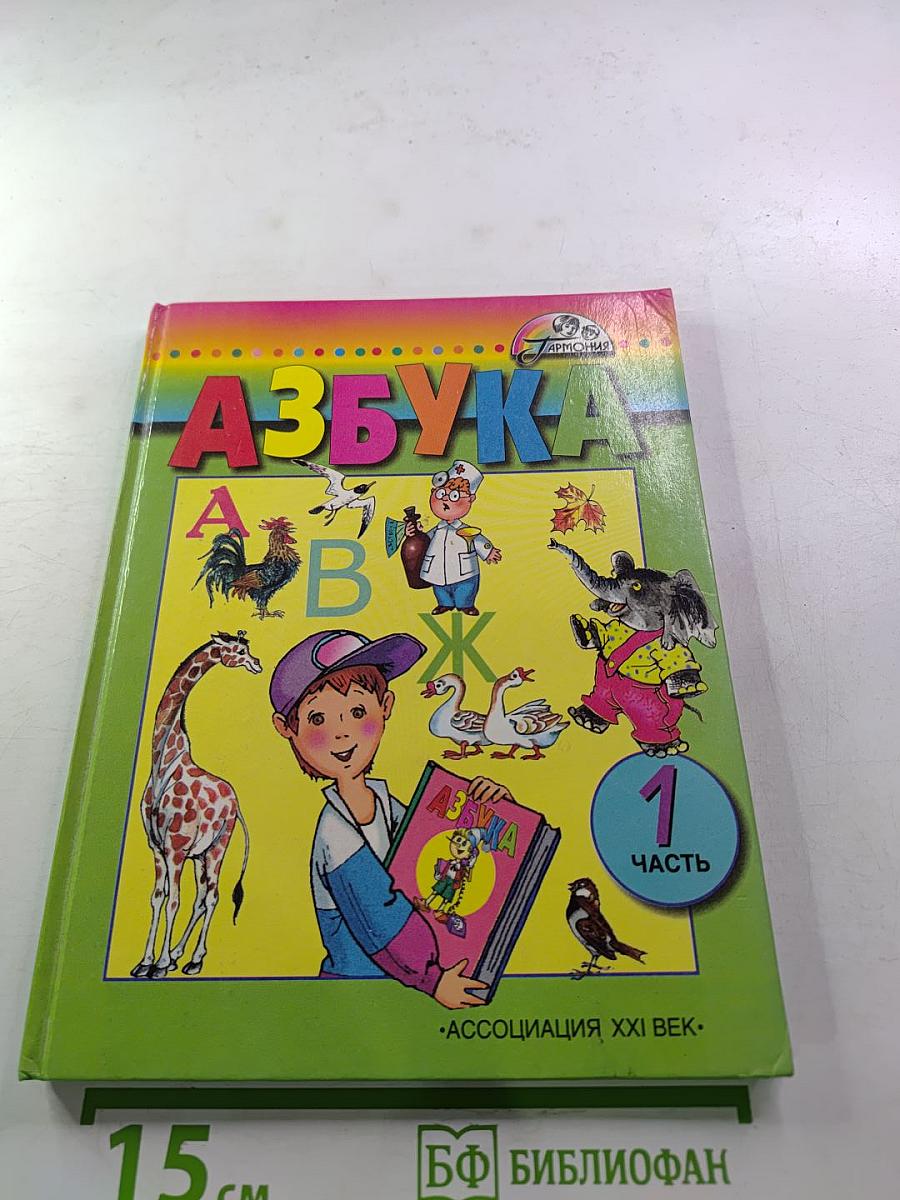 Гармония
АЗБУКА
А
В
Ж
АЗБУКА
1
ЧАСТЬ
•АССОЦИАЦИЯ XXI ВЕК•
15 см
БФ БИБЛИОФАН